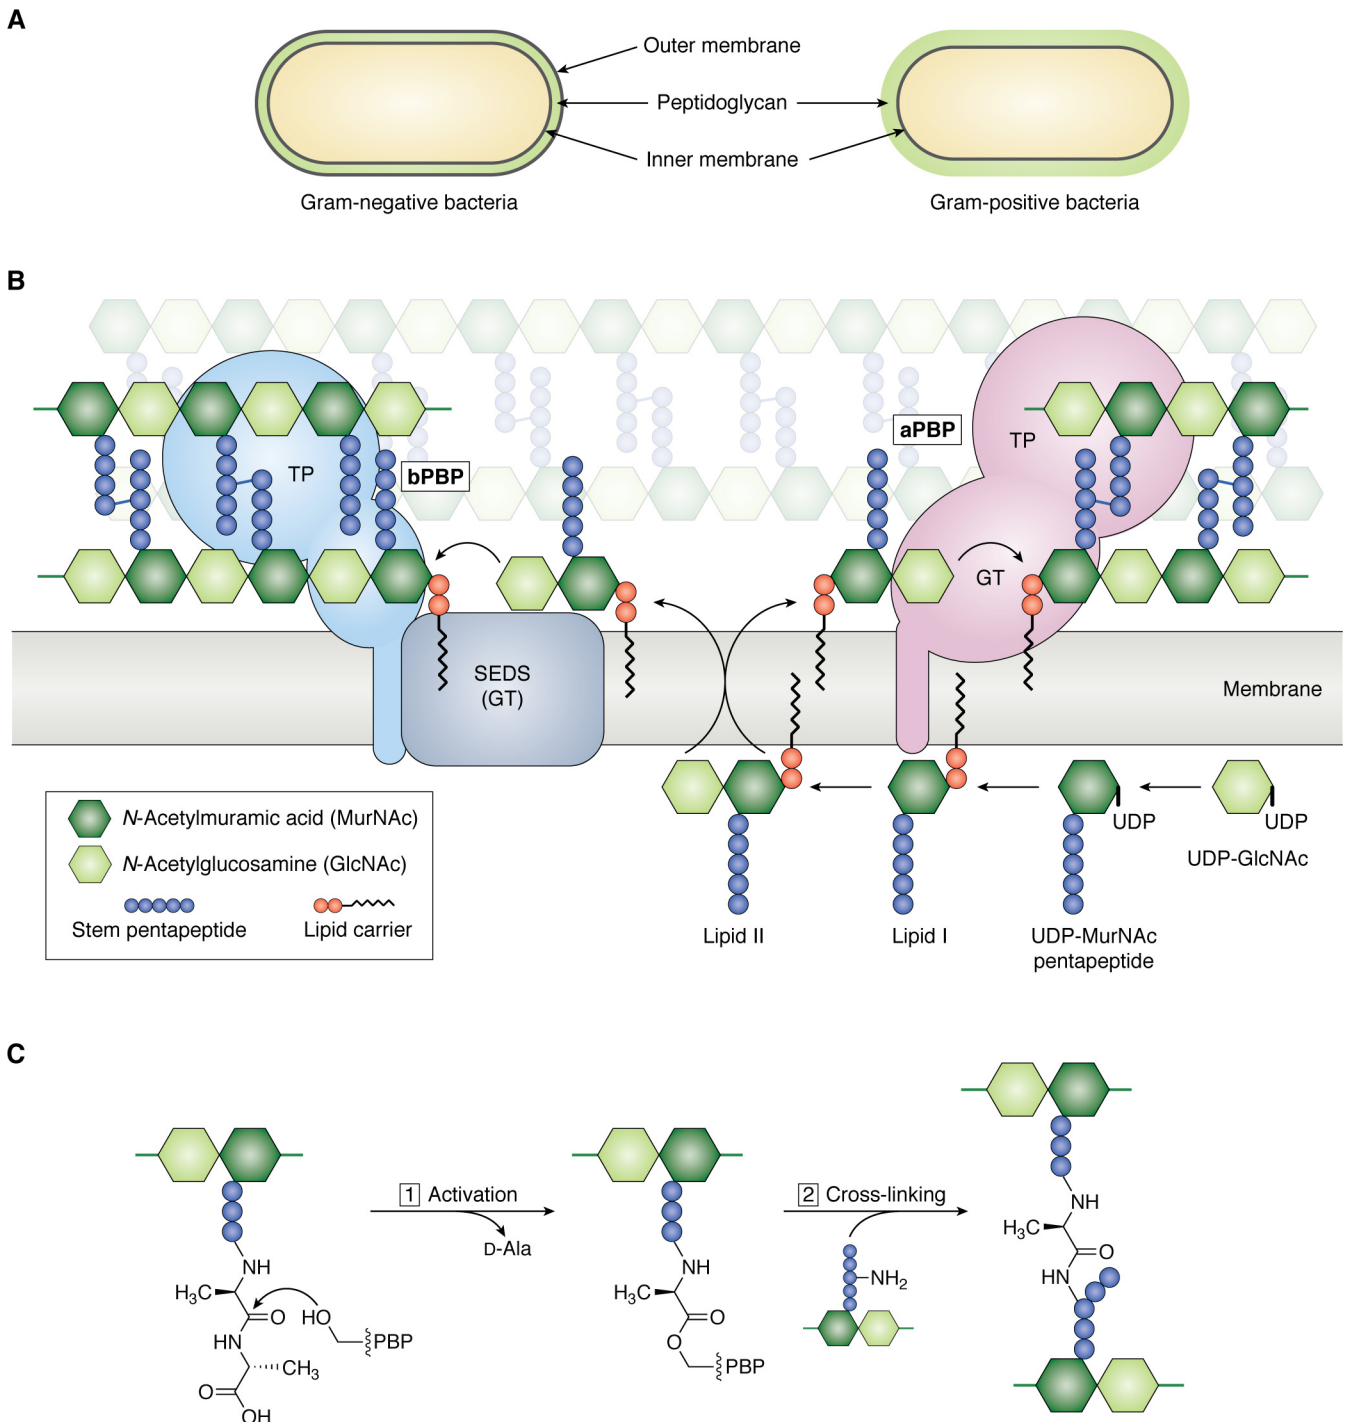 A
Outer membrane
Peptidoglycan
Inner membrane
Gram-negative bacteria
Gram-positive bacteria
B
TP
bPBP
aPBP
TP
GT
SEDS
(GT)
Membrane
N-Acetylmuramic acid (MurNAc)
N-Acetylglucosamine (GlcNAc)
Stem pentapeptide
Lipid carrier
UDP
UDP
UDP-GlcNAc
Lipid II
Lipid I
UDP-MurNAc
pentapeptide
C
1 Activation
D-Ala
2 Cross-linking
NH
H3C
O
HO
PBP
HN
CH3
O
OH
NH
H3C
O
O
PBP
NH2
NH
H3C
O
HN